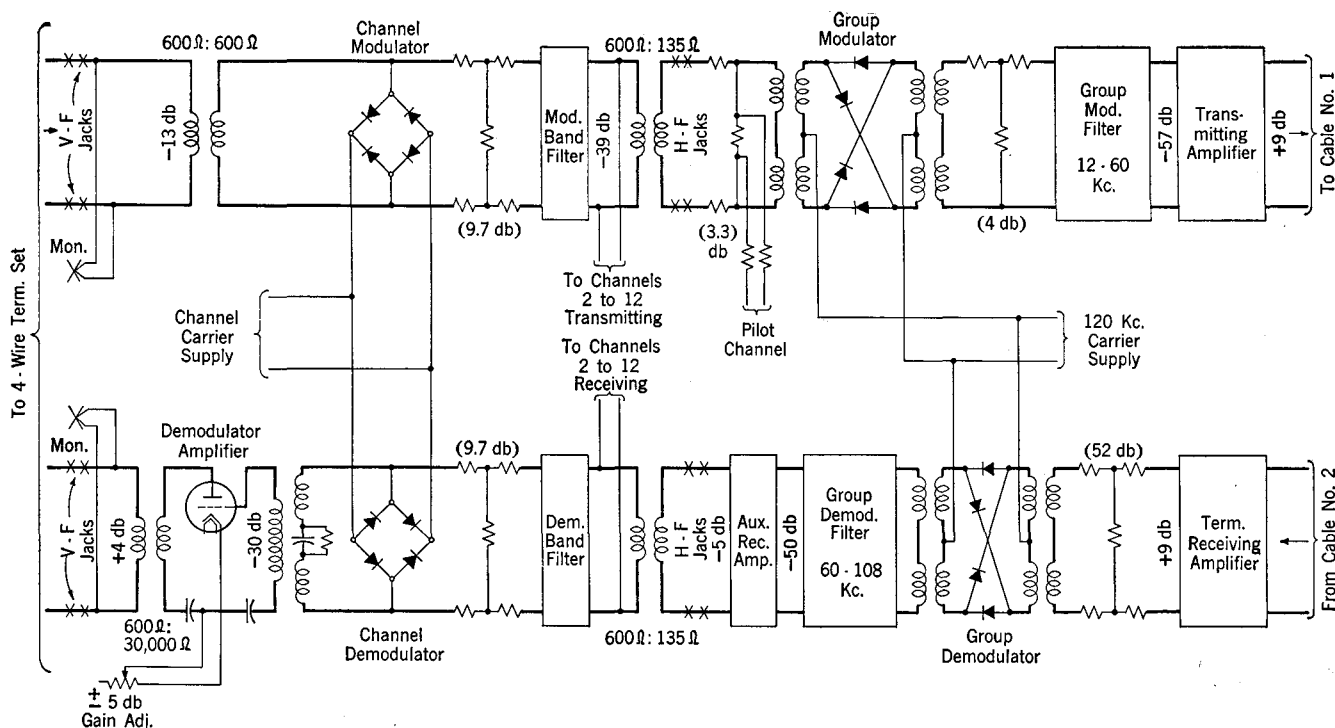 600Ω: 600Ω
Channel
Modulator
600Ω: 135Ω
Group
Modulator
To 4 - Wire Term. Set
V - F
Jacks
-13 db
Mod.
Band
Filter
-39 db
H - F
Jacks
Group
Mod.
Filter
12 - 60
Kc.
-57 db
Trans-
mitting
Amplifier
+9 db
To Cable No. 1
Mon.
(9.7 db)
(3.3)
db
(4 db)
Channel
Carrier
Supply
To Channels
2 to 12
Transmitting
Pilot
Channel
120 Kc.
Carrier
Supply
To Channels
2 to 12
Receiving
Mon.
Demodulator
Amplifier
(9.7 db)
(52 db)
V - F
Jacks
+4 db
-30 db
Dem.
Band
Filter
H - F
Jacks
-5 db
Aux.
Rec.
Amp.
-50 db
Group
Demod.
Filter
60 - 108
Kc.
+9 db
Term.
Receiving
Amplifier
From Cable No. 2
600Ω:
30,000Ω
Channel
Demodulator
600Ω: 135Ω
Group
Demodulator
± 5 db
Gain Adj.